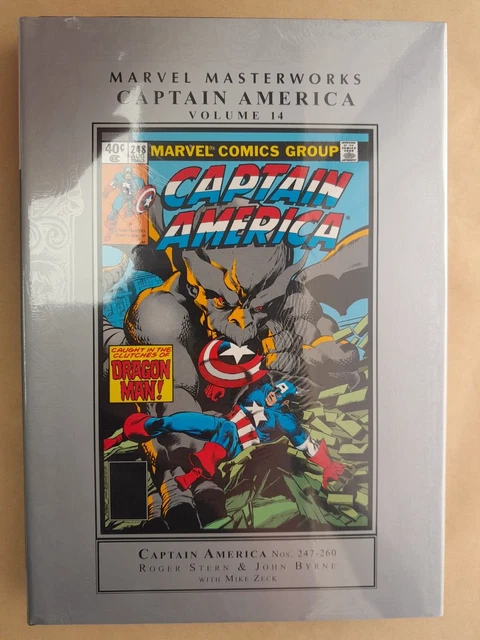 MARVEL MASTERWORKS
CAPTAIN AMERICA
VOLUME 14
40¢
248
MARVEL COMICS GROUP
CAPTAIN
AMERICA
CAUGHT IN THE
CLUTCHES OF
DRAGON
MAN!
CAPTAIN AMERICA NOS. 247-260
ROGER STERN & JOHN BYRNE
WITH MIKE ZECK